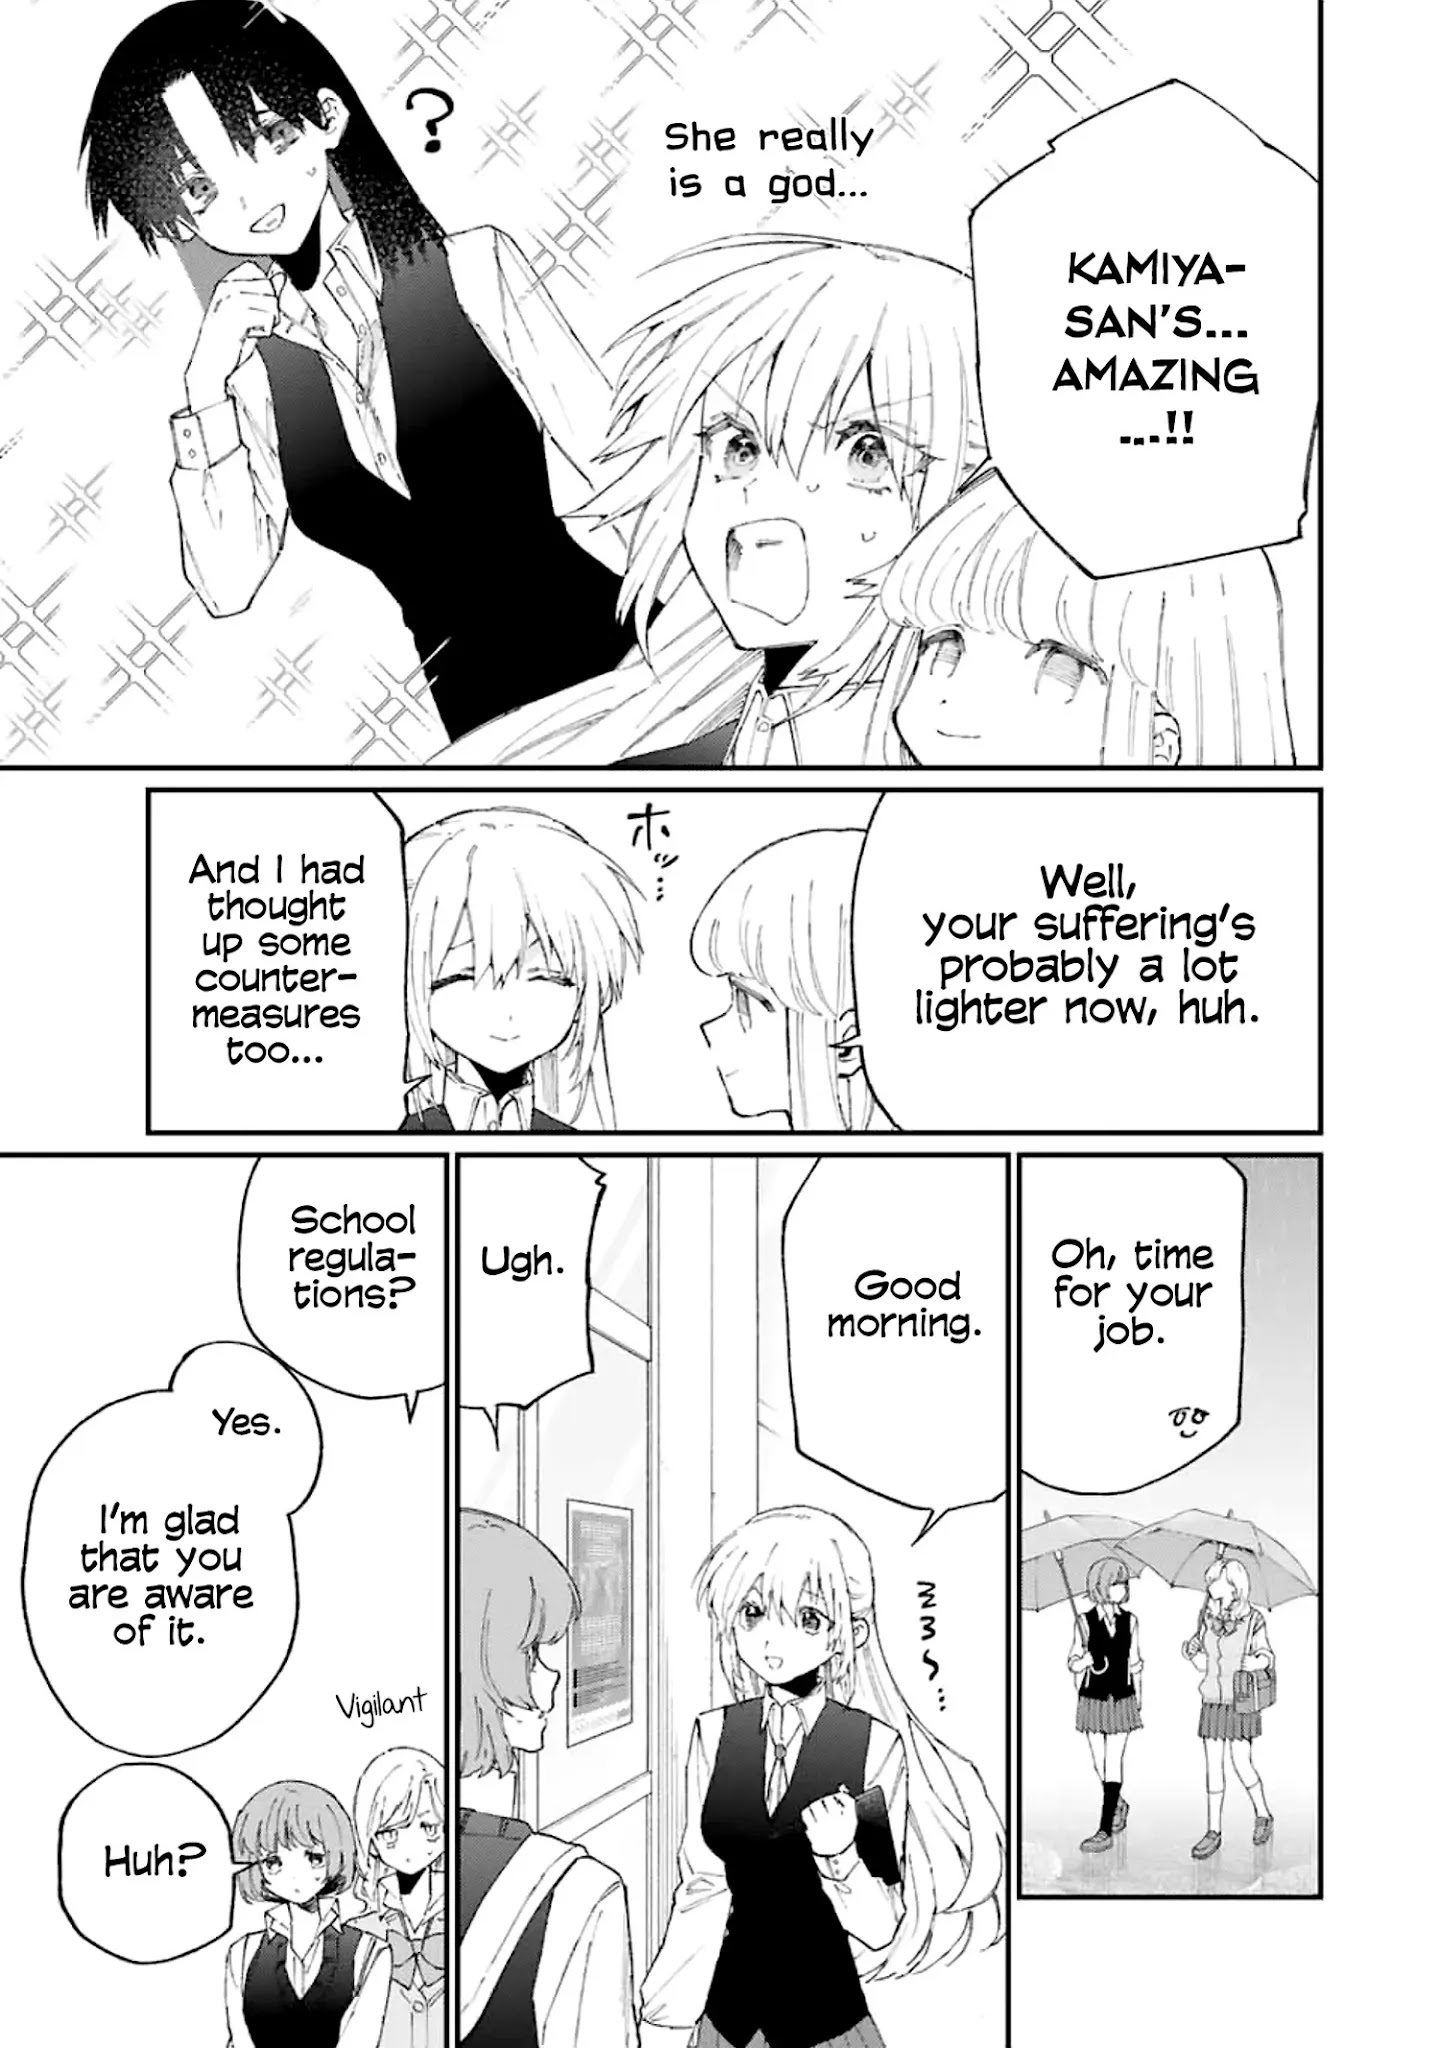 KAMIYA-
SAN'S...
AMAZING
...!!
She really
is a god...
?
Well,
your suffering's
probably a lot
lighter now, huh.
ホッ…
And I had
thought
up some
counter-
measures
too...
Oh, time
for your
job.
Good
morning.
Ugh.
School
regula-
tions?
Yes.
I'm glad
that you
are aware
of it.
Vigilant
Huh?